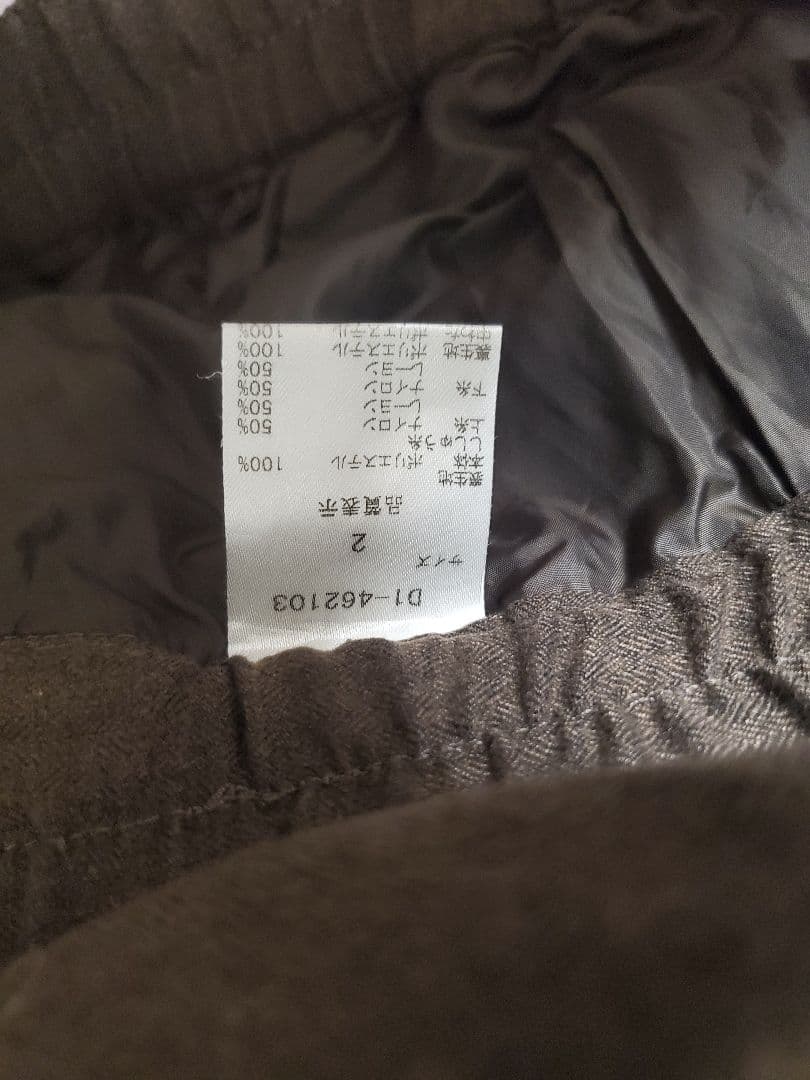 D1-462103
サイズ
2
品質表示
表生地
本体 ポリエステル 100%
ししゅう糸
上糸 ナイロン 50%
レーヨン 50%
下糸 ナイロン 50%
レーヨン 50%
裏生地 ポリエステル 100%
中わた ポリエステル 100%